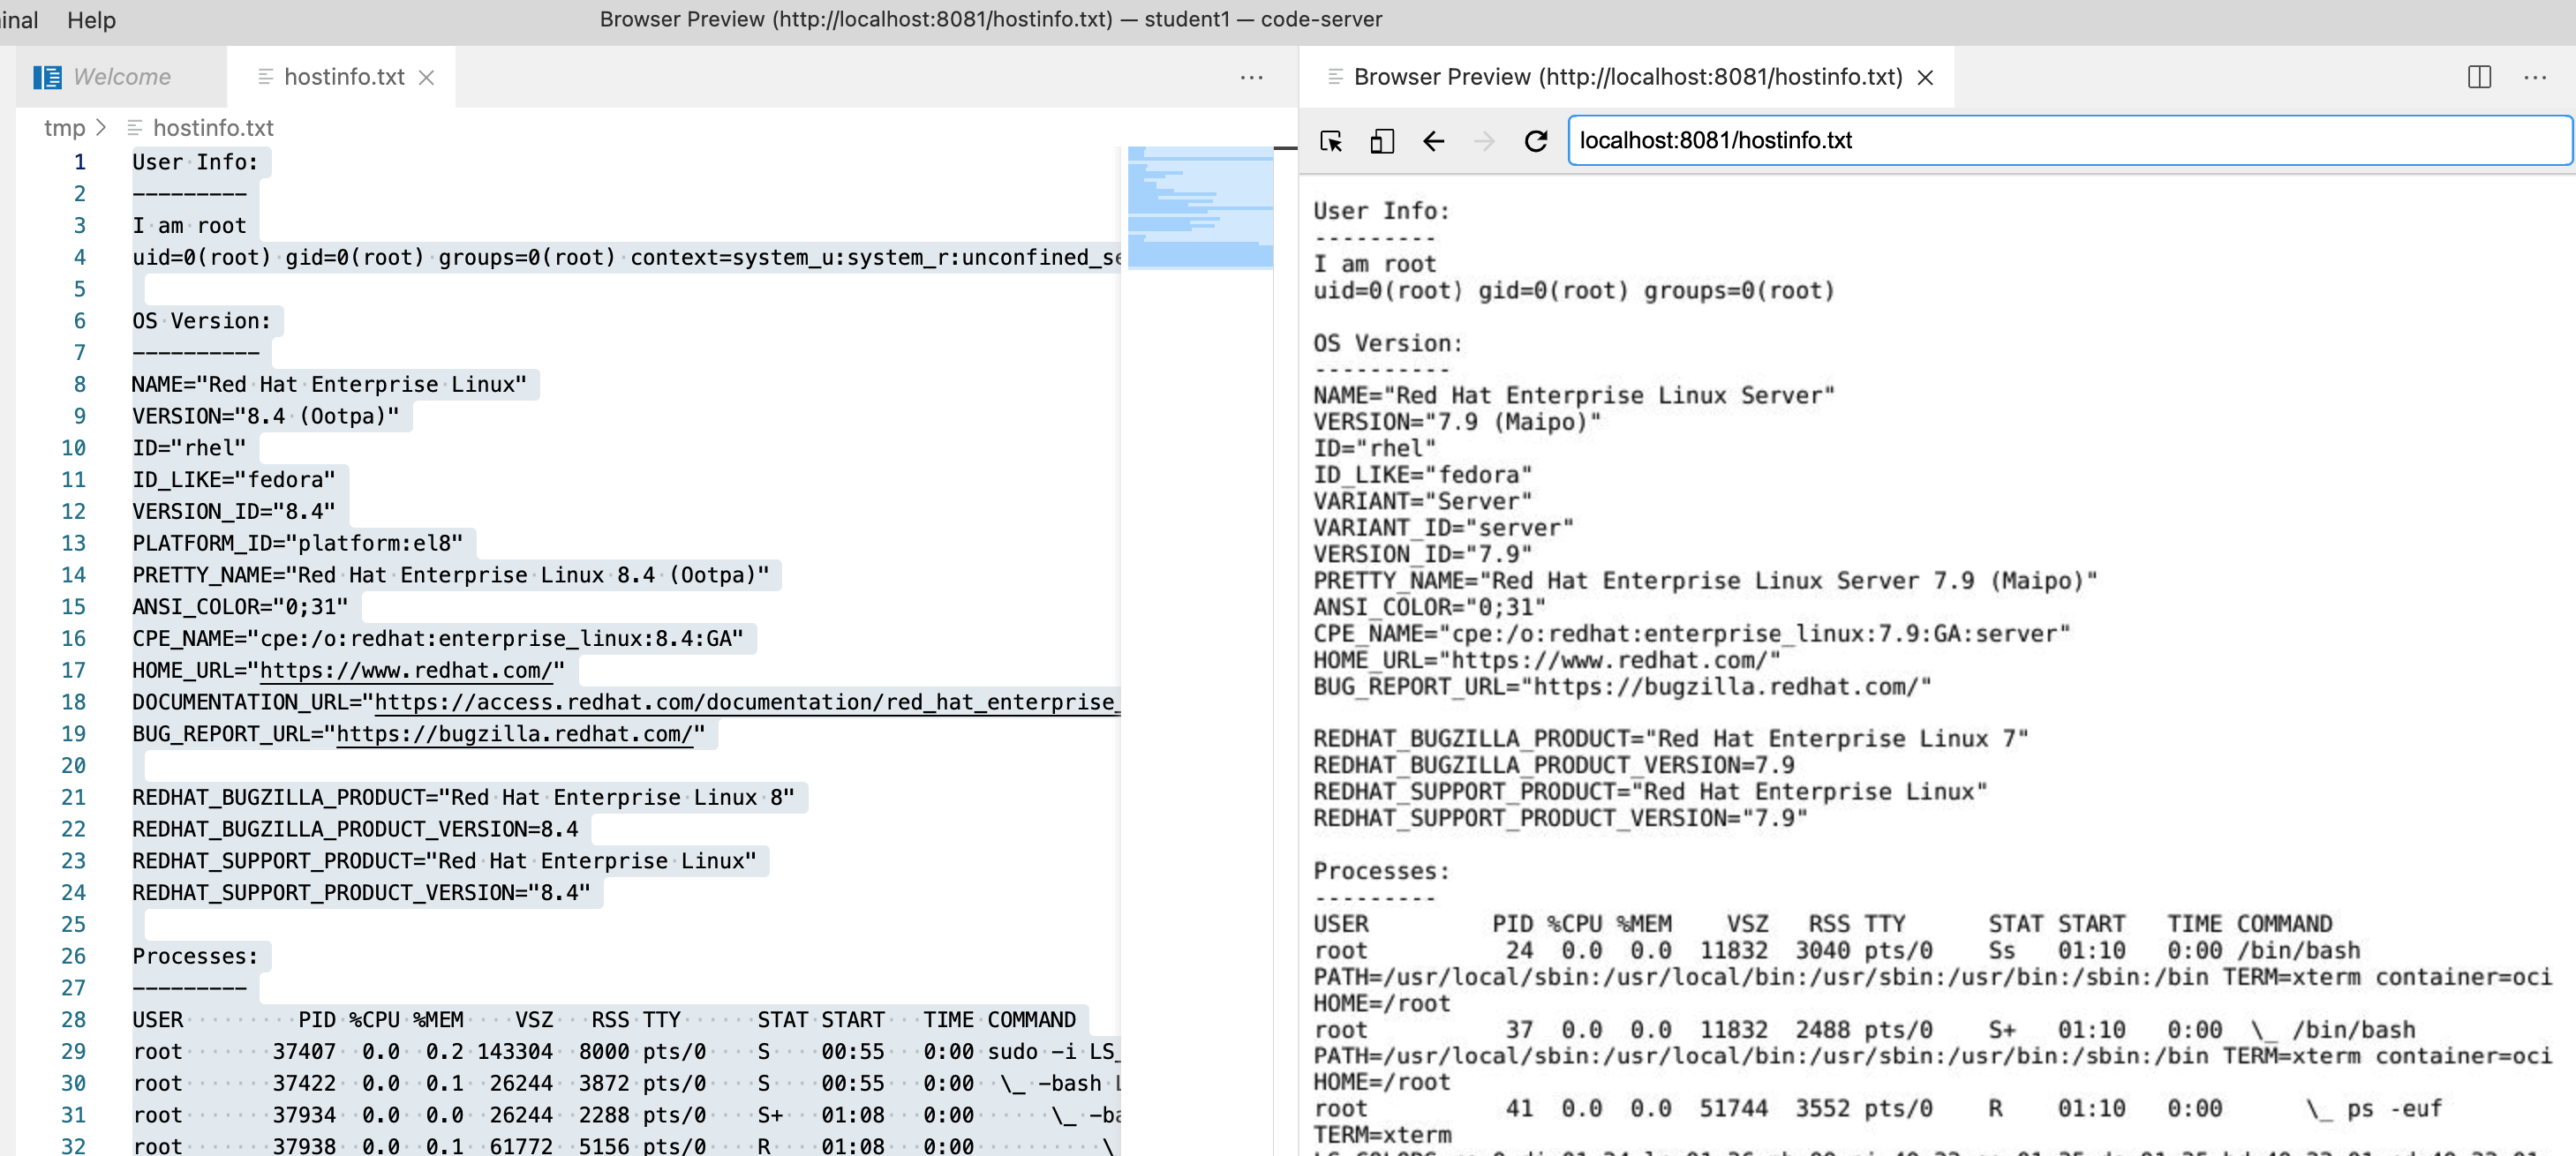 inal Help Browser Preview (http://localhost:8081/hostinfo.txt) — student1 — code-server
Welcome
hostinfo.txt
tmp > hostinfo.txt
1 User Info:
2 ---------
3 I am root
4 uid=0(root) gid=0(root) groups=0(root) context=system_u:system_r:unconfined_se
5
6 OS Version:
7 ----------
8 NAME="Red Hat Enterprise Linux"
9 VERSION="8.4 (Ootpa)"
10 ID="rhel"
11 ID_LIKE="fedora"
12 VERSION_ID="8.4"
13 PLATFORM_ID="platform:el8"
14 PRETTY_NAME="Red Hat Enterprise Linux 8.4 (Ootpa)"
15 ANSI_COLOR="0;31"
16 CPE_NAME="cpe:/o:redhat:enterprise_linux:8.4:GA"
17 HOME_URL="https://www.redhat.com/"
18 DOCUMENTATION_URL="https://access.redhat.com/documentation/red_hat_enterprise_
19 BUG_REPORT_URL="https://bugzilla.redhat.com/"
20
21 REDHAT_BUGZILLA_PRODUCT="Red Hat Enterprise Linux 8"
22 REDHAT_BUGZILLA_PRODUCT_VERSION=8.4
23 REDHAT_SUPPORT_PRODUCT="Red Hat Enterprise Linux"
24 REDHAT_SUPPORT_PRODUCT_VERSION="8.4"
25
26 Processes:
27 ---------
28 USER PID %CPU %MEM VSZ RSS TTY STAT START TIME COMMAND
29 root 37407 0.0 0.2 143304 8000 pts/0 S 00:55 0:00 sudo -i LS_
30 root 37422 0.0 0.1 26244 3872 pts/0 S 00:55 0:00 \_ -bash L
31 root 37934 0.0 0.0 26244 2288 pts/0 S+ 01:08 0:00 \_ -ba
32 root 37938 0.0 0.1 61772 5156 pts/0 R 01:08 0:00 \
Browser Preview (http://localhost:8081/hostinfo.txt)
localhost:8081/hostinfo.txt
User Info:
---------
I am root
uid=0(root) gid=0(root) groups=0(root)
OS Version:
----------
NAME="Red Hat Enterprise Linux Server"
VERSION="7.9 (Maipo)"
ID="rhel"
ID_LIKE="fedora"
VARIANT="Server"
VARIANT_ID="server"
VERSION_ID="7.9"
PRETTY_NAME="Red Hat Enterprise Linux Server 7.9 (Maipo)"
ANSI_COLOR="0;31"
CPE_NAME="cpe:/o:redhat:enterprise_linux:7.9:GA:server"
HOME_URL="https://www.redhat.com/"
BUG_REPORT_URL="https://bugzilla.redhat.com/"
REDHAT_BUGZILLA_PRODUCT="Red Hat Enterprise Linux 7"
REDHAT_BUGZILLA_PRODUCT_VERSION=7.9
REDHAT_SUPPORT_PRODUCT="Red Hat Enterprise Linux"
REDHAT_SUPPORT_PRODUCT_VERSION="7.9"
Processes:
---------
USER PID %CPU %MEM VSZ RSS TTY STAT START TIME COMMAND
root 24 0.0 0.0 11832 3040 pts/0 Ss 01:10 0:00 /bin/bash
PATH=/usr/local/sbin:/usr/local/bin:/usr/sbin:/usr/bin:/sbin:/bin TERM=xterm container=oci
HOME=/root
root 37 0.0 0.0 11832 2488 pts/0 S+ 01:10 0:00 \_ /bin/bash
PATH=/usr/local/sbin:/usr/local/bin:/usr/sbin:/usr/bin:/sbin:/bin TERM=xterm container=oci
HOME=/root
root 41 0.0 0.0 51744 3552 pts/0 R 01:10 0:00 \_ ps -euf
TERM=xterm